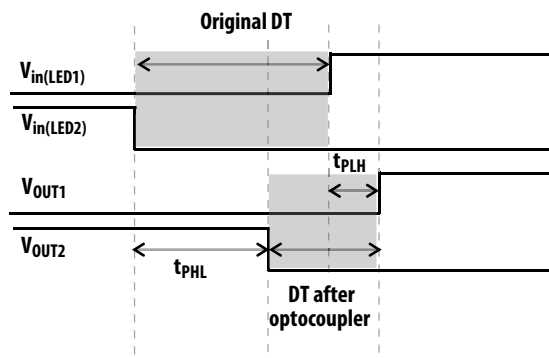 Original DT
Vin(LED1)
Vin(LED2)
tPLH
VOUT1
VOUT2
tPHL
DT after
optocoupler